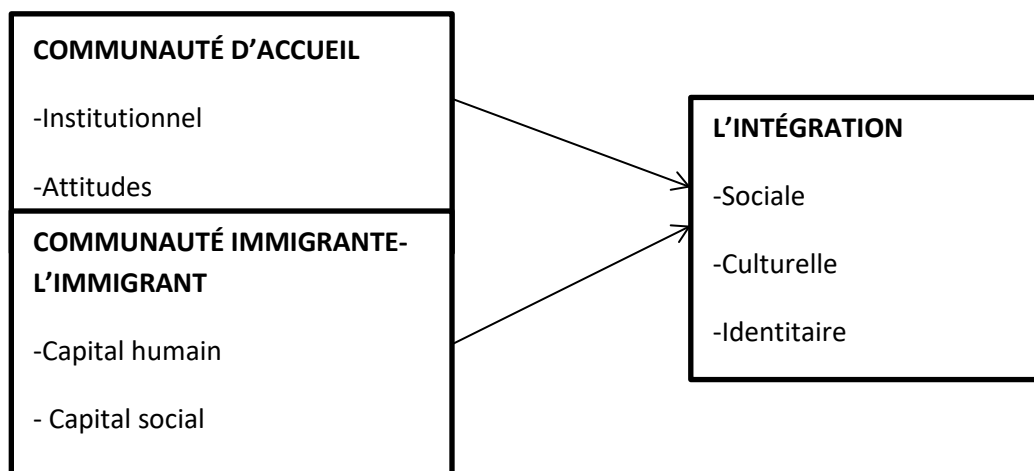 COMMUNAUTÉ D’ACCUEIL
-Institutionnel
-Attitudes
COMMUNAUTÉ IMMIGRANTE-
L’IMMIGRANT
-Capital humain
- Capital social
L’INTÉGRATION
-Sociale
-Culturelle
-Identitaire